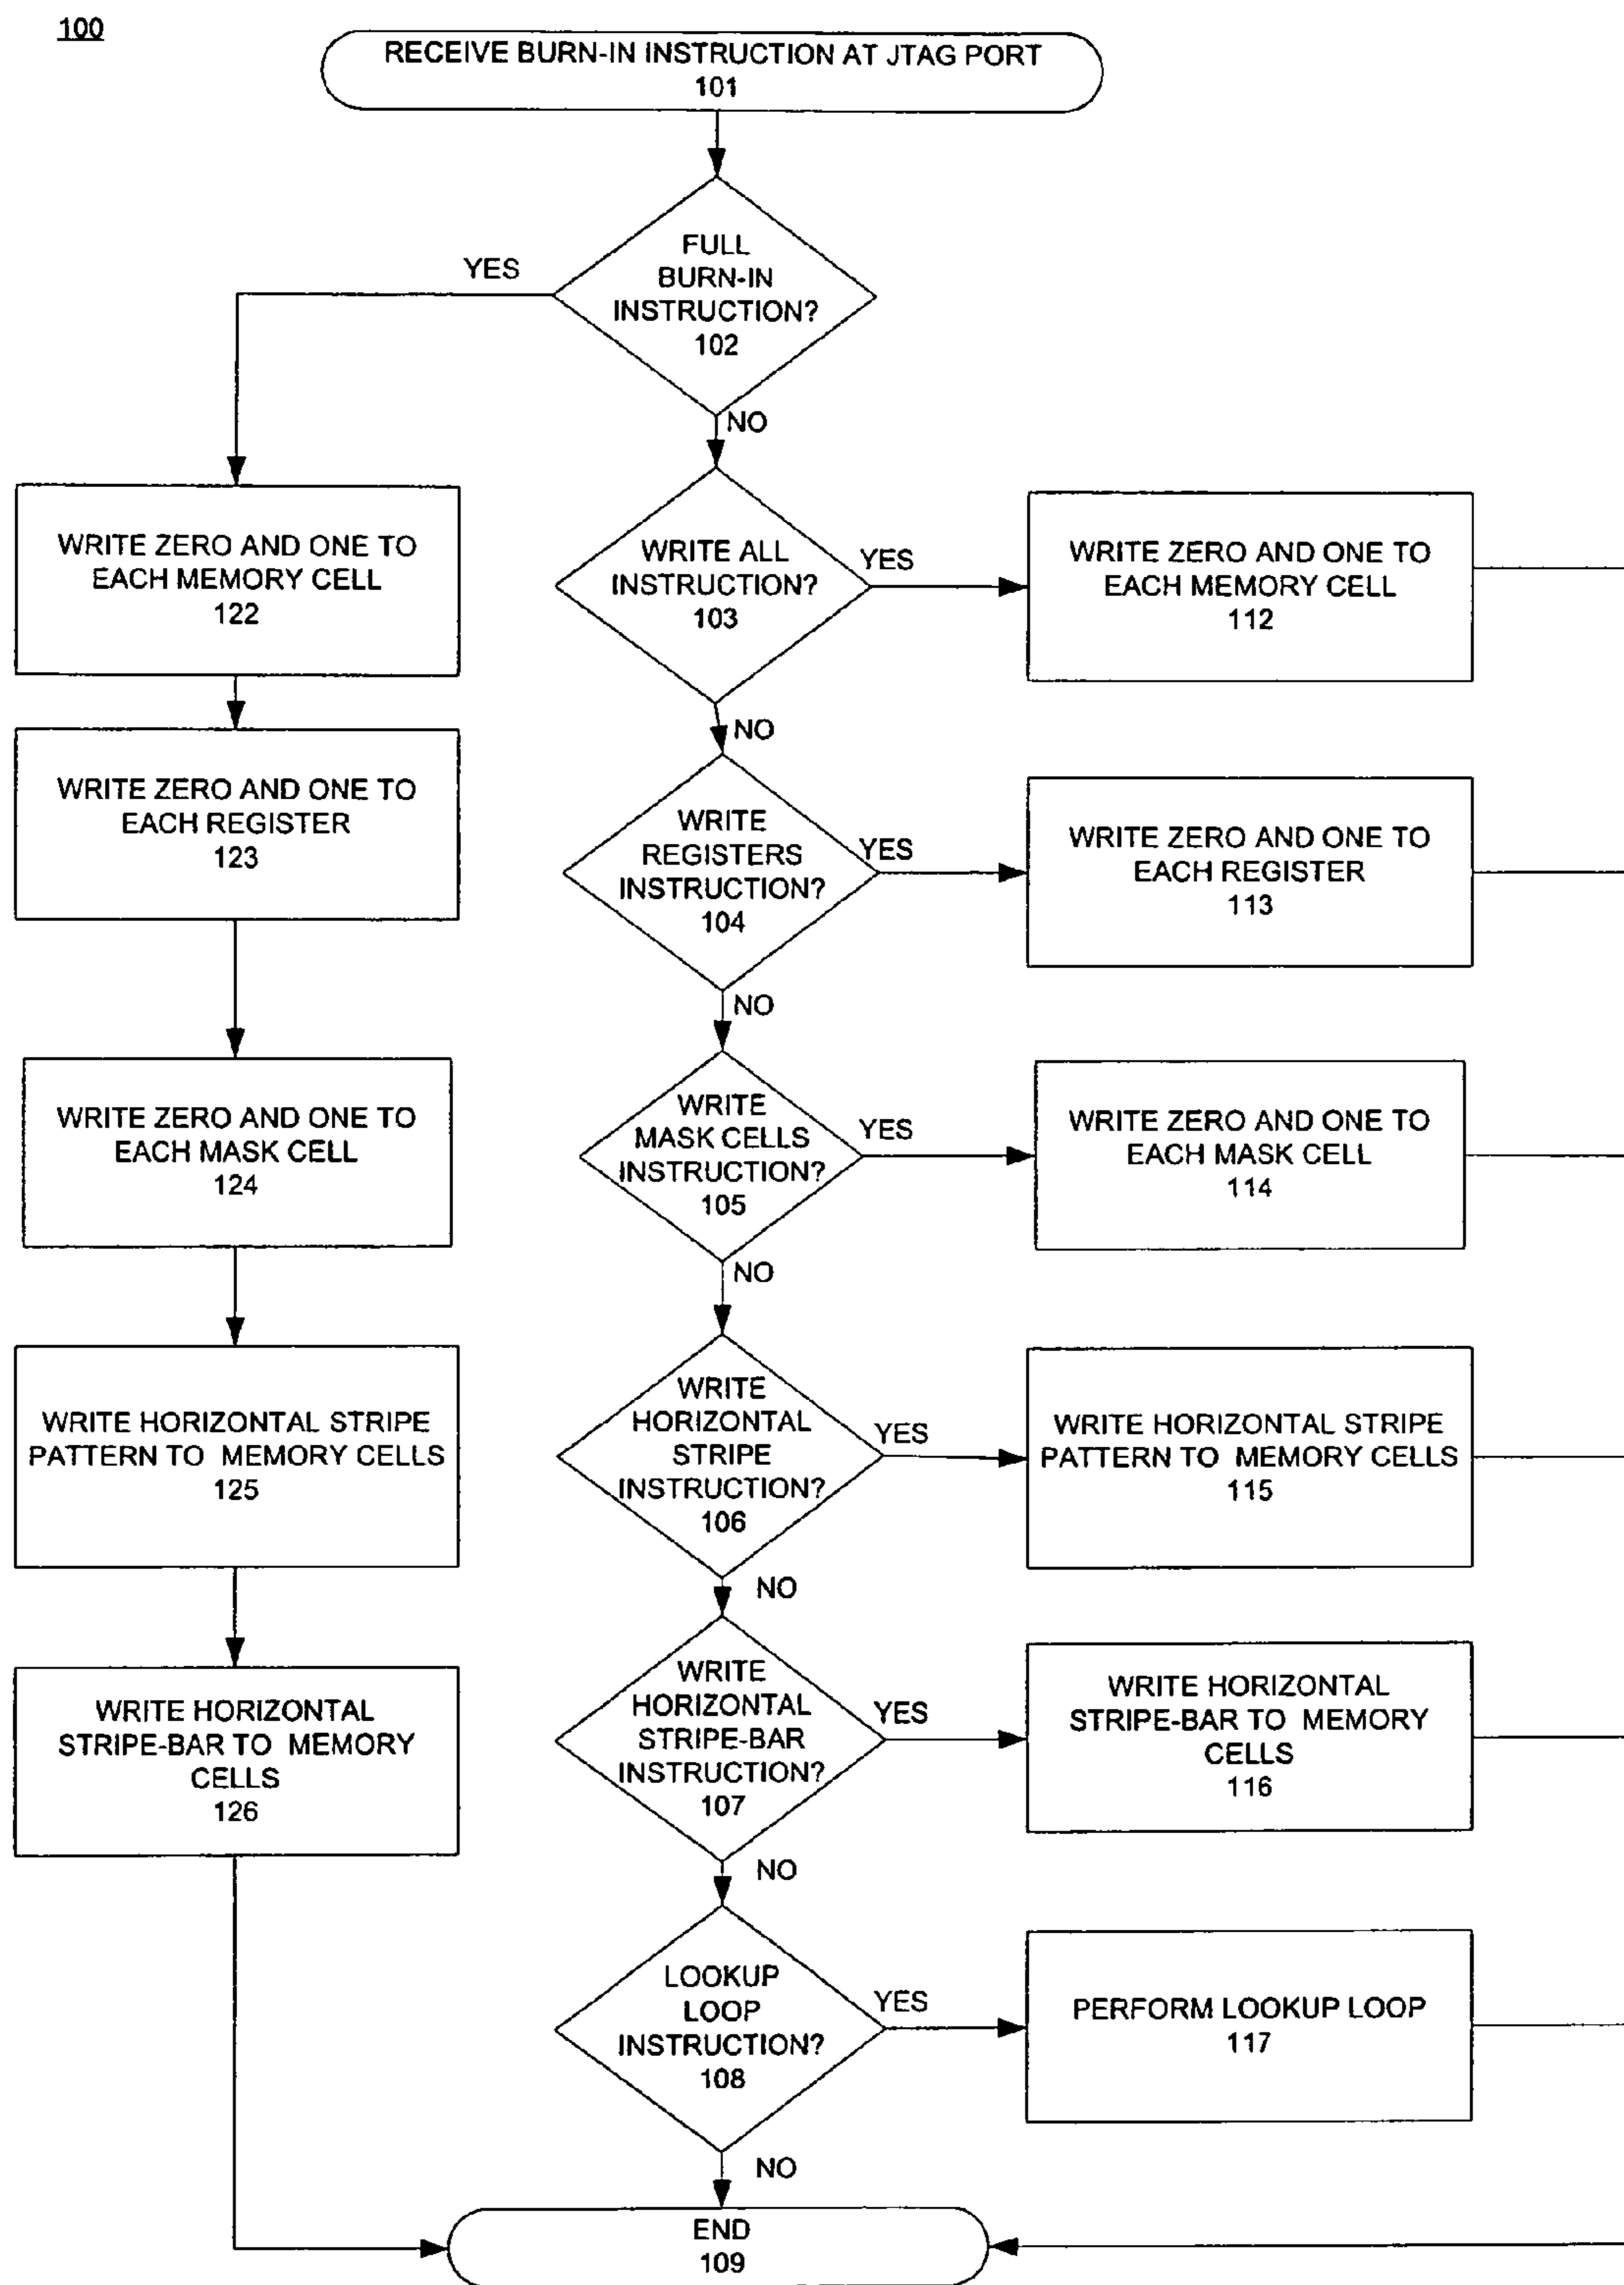 100
RECEIVE BURN-IN INSTRUCTION AT JTAG PORT
101
FULL
BURN-IN
INSTRUCTION?
102
YES
NO
WRITE ZERO AND ONE TO
EACH MEMORY CELL
122
WRITE ALL
INSTRUCTION?
103
YES
WRITE ZERO AND ONE TO
EACH MEMORY CELL
112
NO
WRITE ZERO AND ONE TO
EACH REGISTER
123
WRITE
REGISTERS
INSTRUCTION?
104
YES
WRITE ZERO AND ONE TO
EACH REGISTER
113
NO
WRITE ZERO AND ONE TO
EACH MASK CELL
124
WRITE
MASK CELLS
INSTRUCTION?
105
YES
WRITE ZERO AND ONE TO
EACH MASK CELL
114
NO
WRITE HORIZONTAL STRIPE
PATTERN TO MEMORY CELLS
125
WRITE
HORIZONTAL
STRIPE
INSTRUCTION?
106
YES
WRITE HORIZONTAL STRIPE
PATTERN TO MEMORY CELLS
115
NO
WRITE HORIZONTAL
STRIPE-BAR TO MEMORY
CELLS
126
WRITE
HORIZONTAL
STRIPE-BAR
INSTRUCTION?
107
YES
WRITE HORIZONTAL
STRIPE-BAR TO MEMORY
CELLS
116
NO
LOOKUP
LOOP
INSTRUCTION?
108
YES
PERFORM LOOKUP LOOP
117
NO
END
109